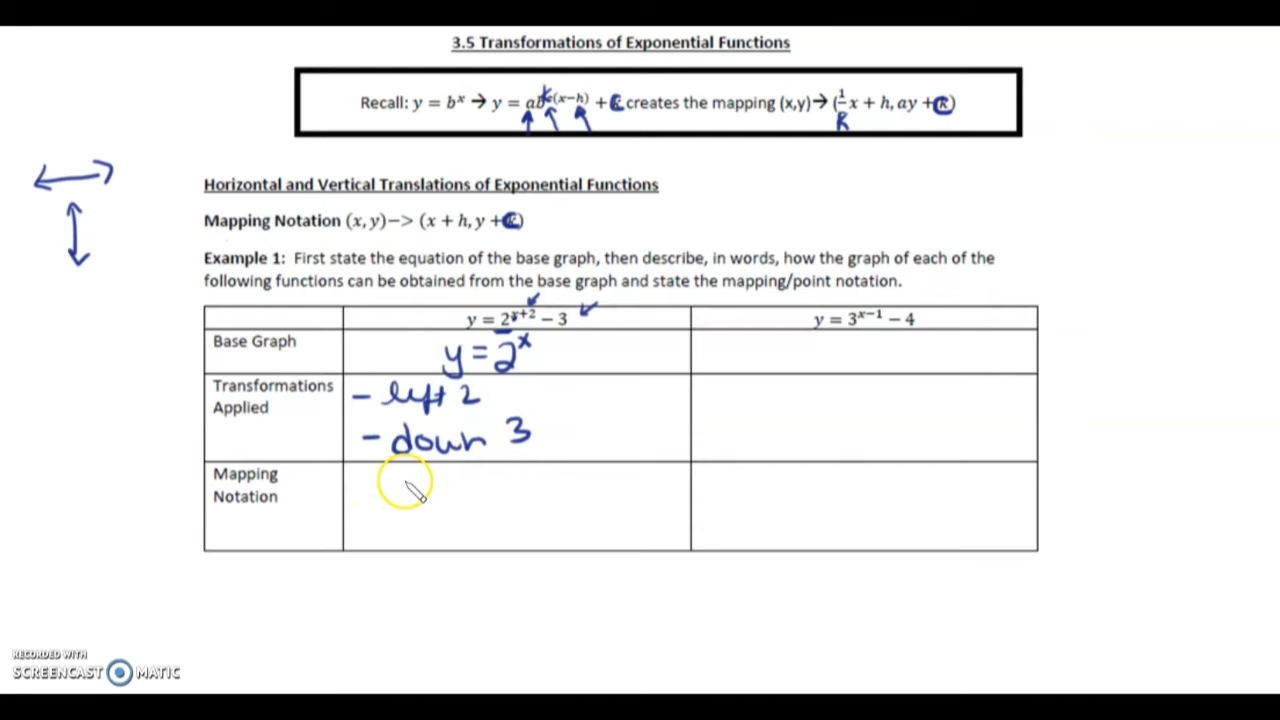 3.5 Transformations of Exponential Functions
Recall: y = bˣ → y = ab^k(x−h) + c creates the mapping (x,y)→ (1/k x + h, ay + c)
Horizontal and Vertical Translations of Exponential Functions
Mapping Notation (x, y)−> (x + h, y + c)
Example 1: First state the equation of the base graph, then describe, in words, how the graph of each of the
following functions can be obtained from the base graph and state the mapping/point notation.
y = 2ˣ⁺² − 3 y = 3ˣ⁻¹ − 4
Base Graph y = 2ˣ
Transformations
Applied
- left 2
- down 3
Mapping
Notation
RECORDED WITH
SCREENCAST MATIC